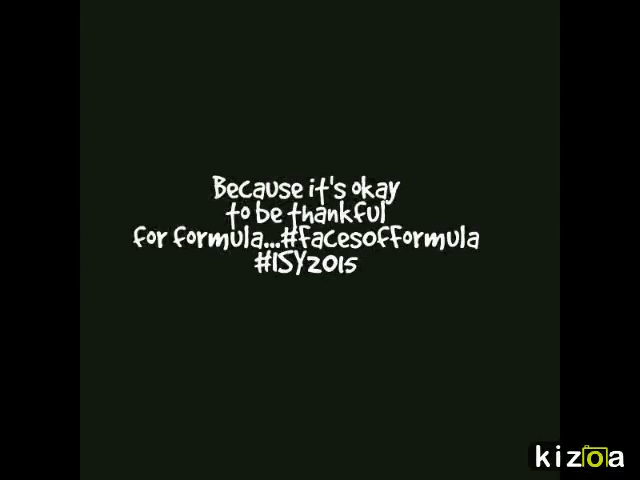 Because it's okay
to be thankful
for formula...#facesofformula
#ISY2015
kizoa